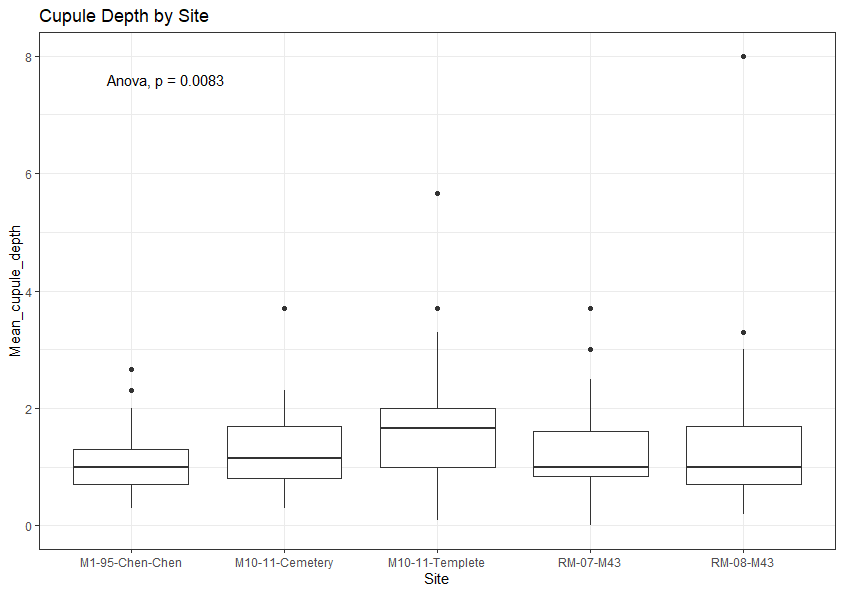 Cupule Depth by Site
Anova, p = 0.0083
Mean_cupule_depth
8
6
4
2
0
M1-95-Chen-Chen M10-11-Cemetery M10-11-Templete RM-07-M43 RM-08-M43
Site